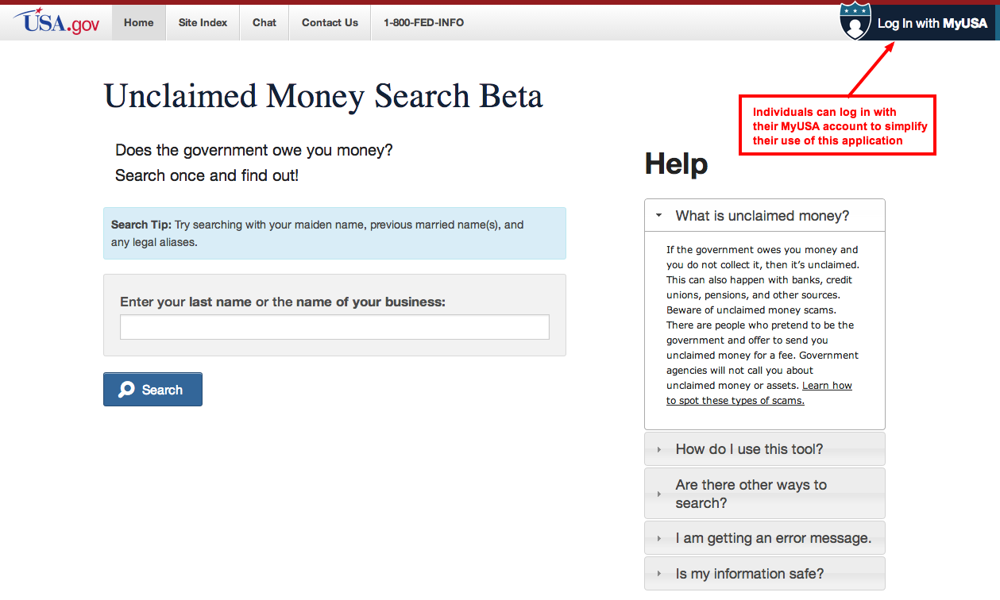 USA.gov
Home
Site Index
Chat
Contact Us
1-800-FED-INFO
Log In with MyUSA
Individuals can log in with
their MyUSA account to simplify
their use of this application
Unclaimed Money Search Beta
Does the government owe you money?
Search once and find out!
Search Tip: Try searching with your maiden name, previous married name(s), and
any legal aliases.
Enter your last name or the name of your business:
Search
Help
What is unclaimed money?
If the government owes you money and
you do not collect it, then it’s unclaimed.
This can also happen with banks, credit
unions, pensions, and other sources.
Beware of unclaimed money scams.
There are people who pretend to be the
government and offer to send you
unclaimed money for a fee. Government
agencies will not call you about
unclaimed money or assets. Learn how
to spot these types of scams.
How do I use this tool?
Are there other ways to
search?
I am getting an error message.
Is my information safe?